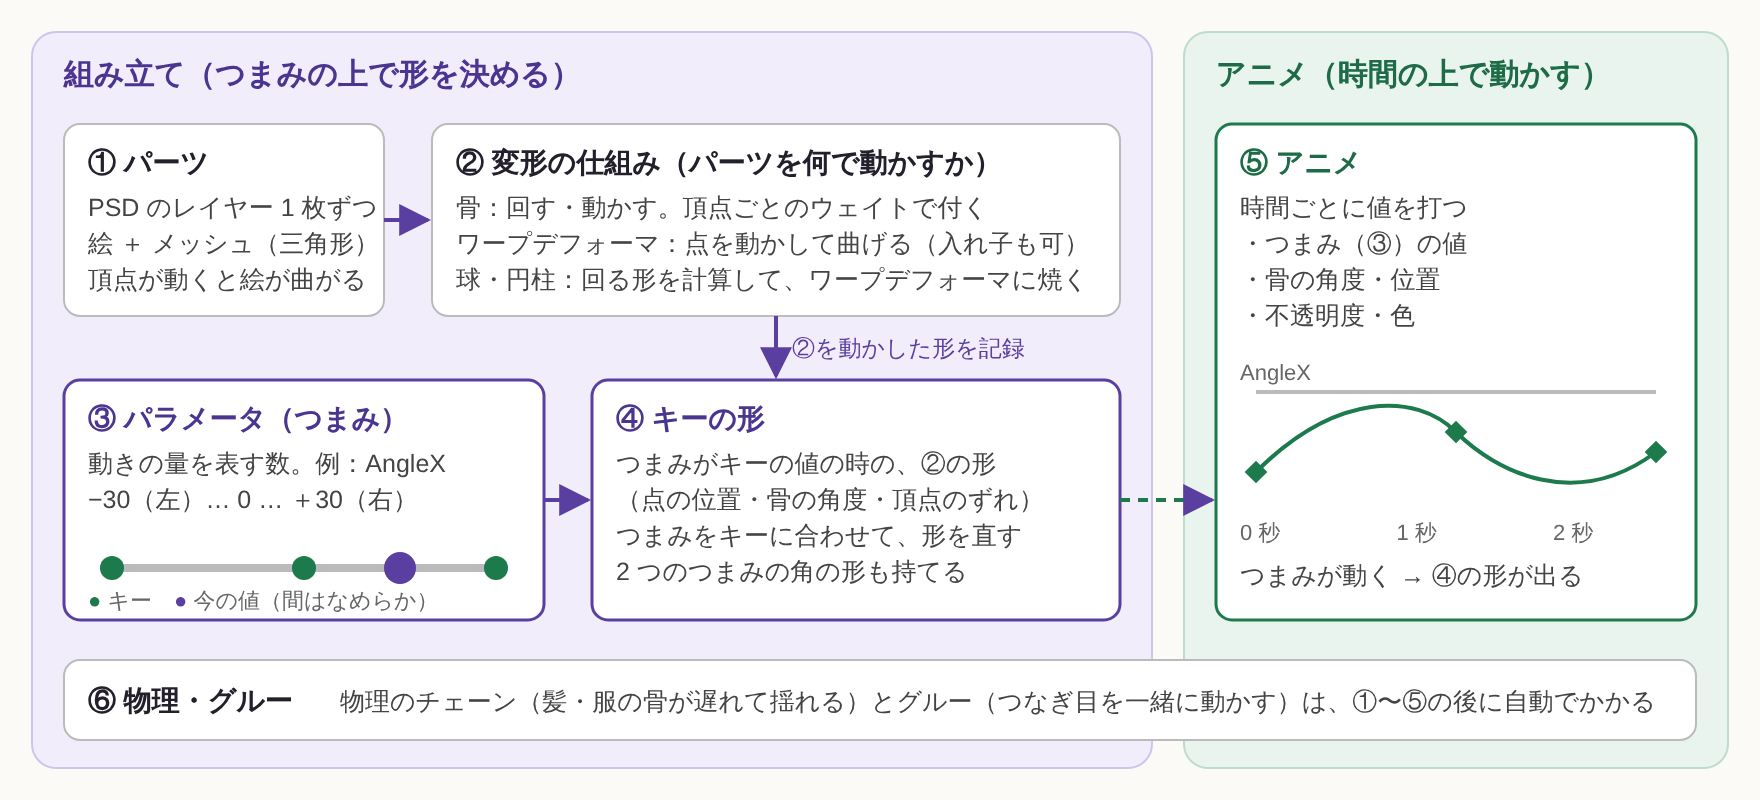 組み立て（つまみの上で形を決める）
① パーツ
PSD のレイヤー 1 枚ずつ
絵 ＋ メッシュ（三角形）
頂点が動くと絵が曲がる
② 変形の仕組み（パーツを何で動かすか）
骨：回す・動かす。頂点ごとのウェイトで付く
ワープデフォーマ：点を動かして曲げる（入れ子も可）
球・円柱：回る形を計算して、ワープデフォーマに焼く
②を動かした形を記録
③ パラメータ（つまみ）
動きの量を表す数。例：AngleX
−30（左）… 0 … ＋30（右）
● キー ● 今の値（間はなめらか）
④ キーの形
つまみがキーの値の時の、②の形
（点の位置・骨の角度・頂点のずれ）
つまみをキーに合わせて、形を直す
2 つのつまみの角の形も持てる
アニメ（時間の上で動かす）
⑤ アニメ
時間ごとに値を打つ
・つまみ（③）の値
・骨の角度・位置
・不透明度・色
AngleX
0 秒 1 秒 2 秒
つまみが動く → ④の形が出る
⑥ 物理・グルー 物理のチェーン（髪・服の骨が遅れて揺れる）とグルー（つなぎ目を一緒に動かす）は、①〜⑤の後に自動でかかる